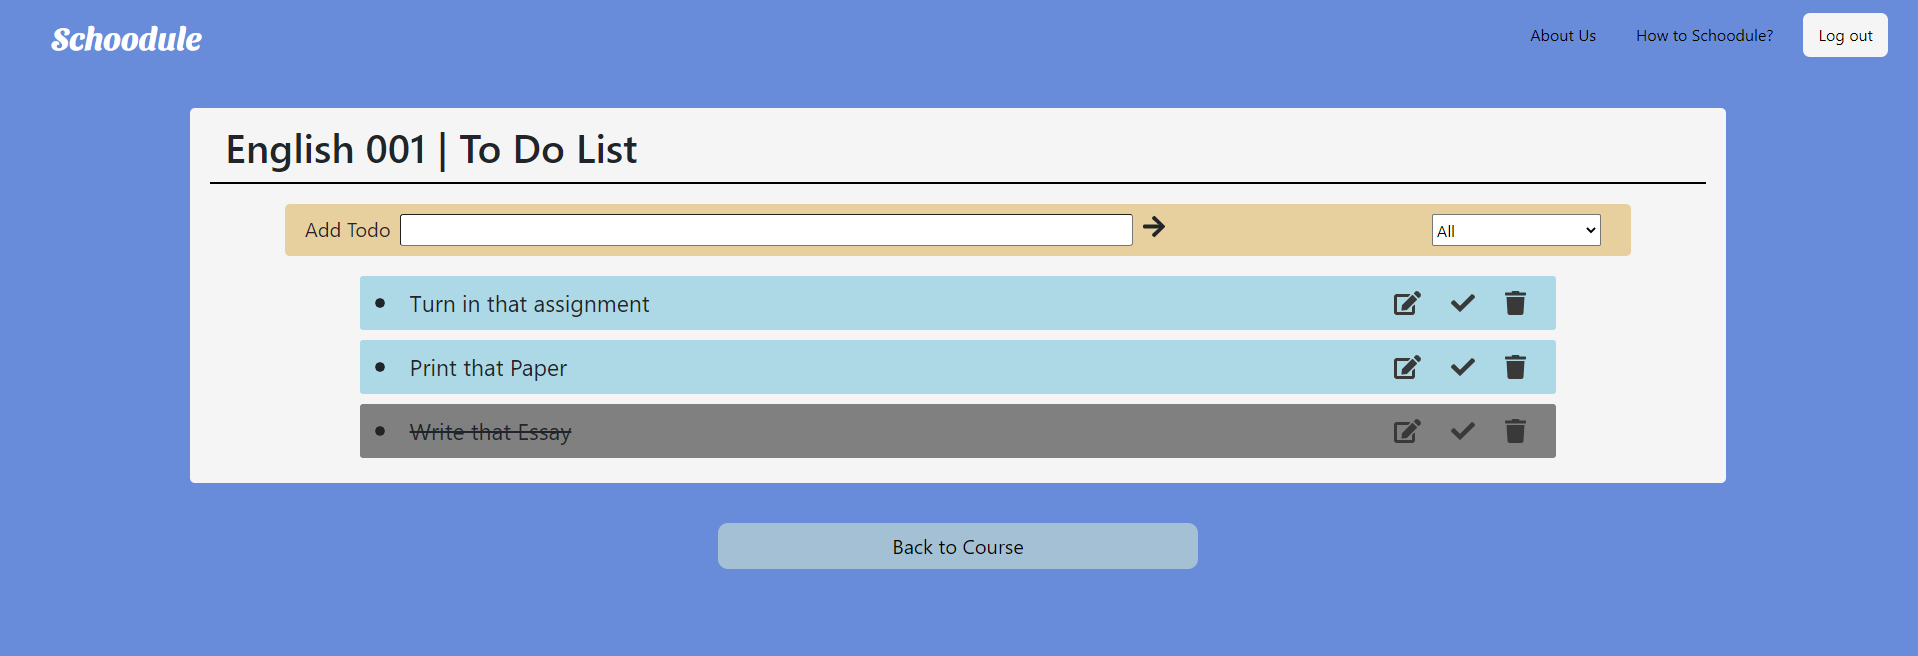 Schoodule
About Us
How to Schoodule?
Log out
English 001 | To Do List
Add Todo
All
Turn in that assignment
Print that Paper
Write that Essay
Back to Course